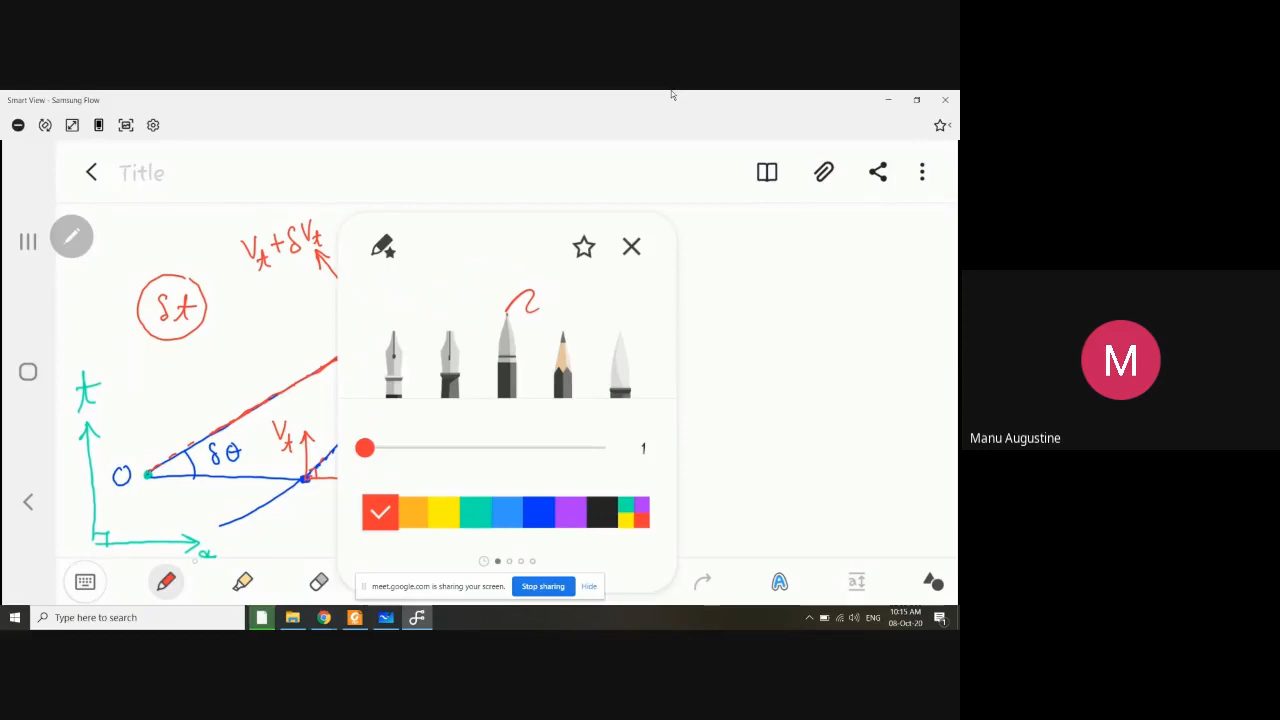 Smart View - Samsung Flow
Title
Vt + δVt
δt
t
Vt
δθ
O
1
meet.google.com is sharing your screen.
Stop sharing
Hide
Type here to search
ENG
10:15 AM
08-Oct-20
1
M
Manu Augustine